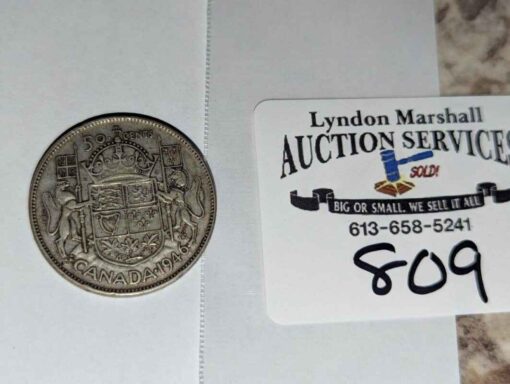 50 CENTS
CANADA 1946
Lyndon Marshall
AUCTION SERVICES
SOLD!
BIG OR SMALL, WE SELL IT ALL
613-658-5241
809